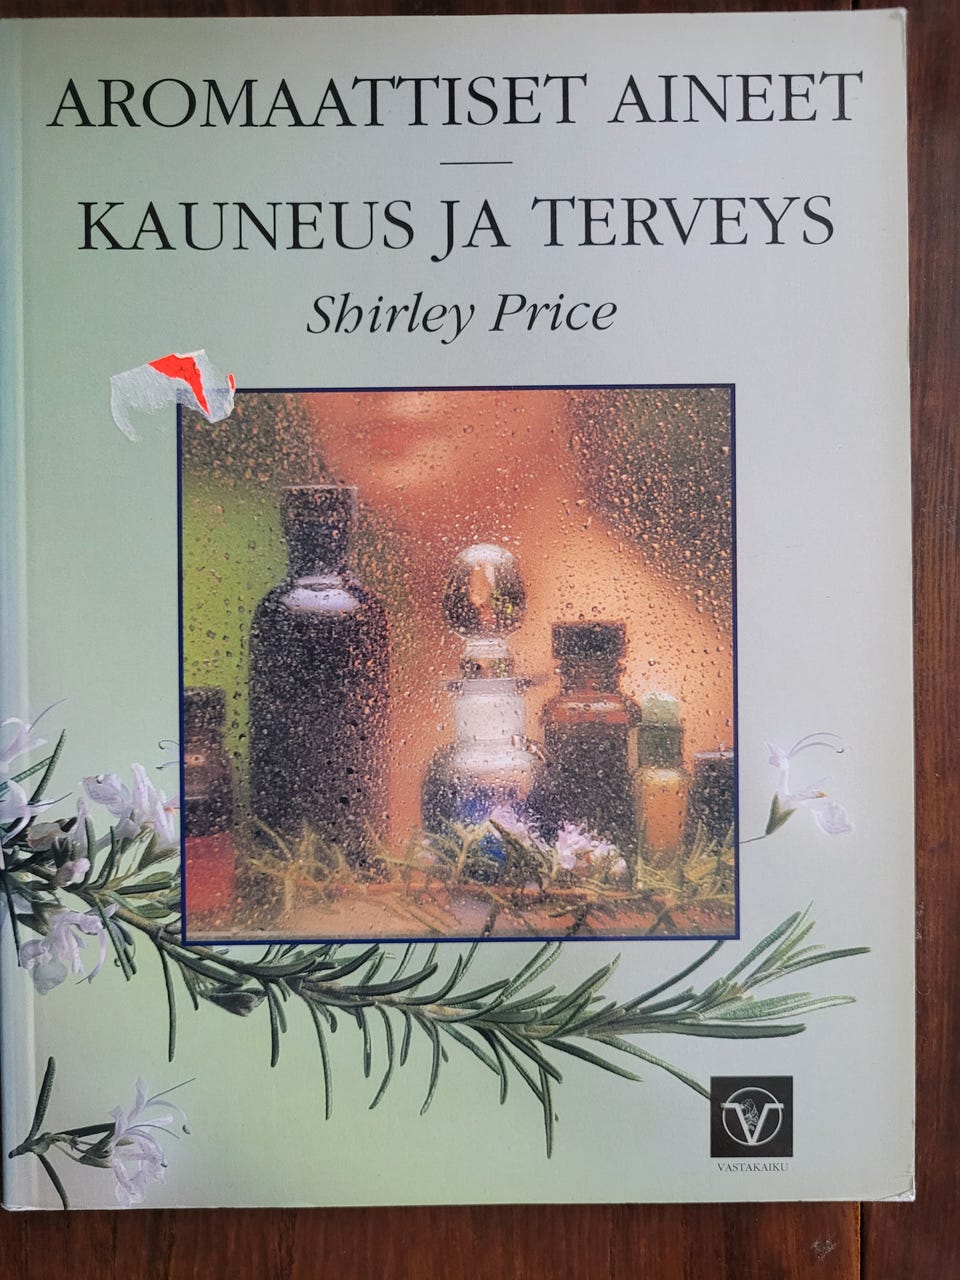 AROMAATTISET AINEET
KAUNEUS JA TERVEYS
Shirley Price
V
VASTAKAIKU